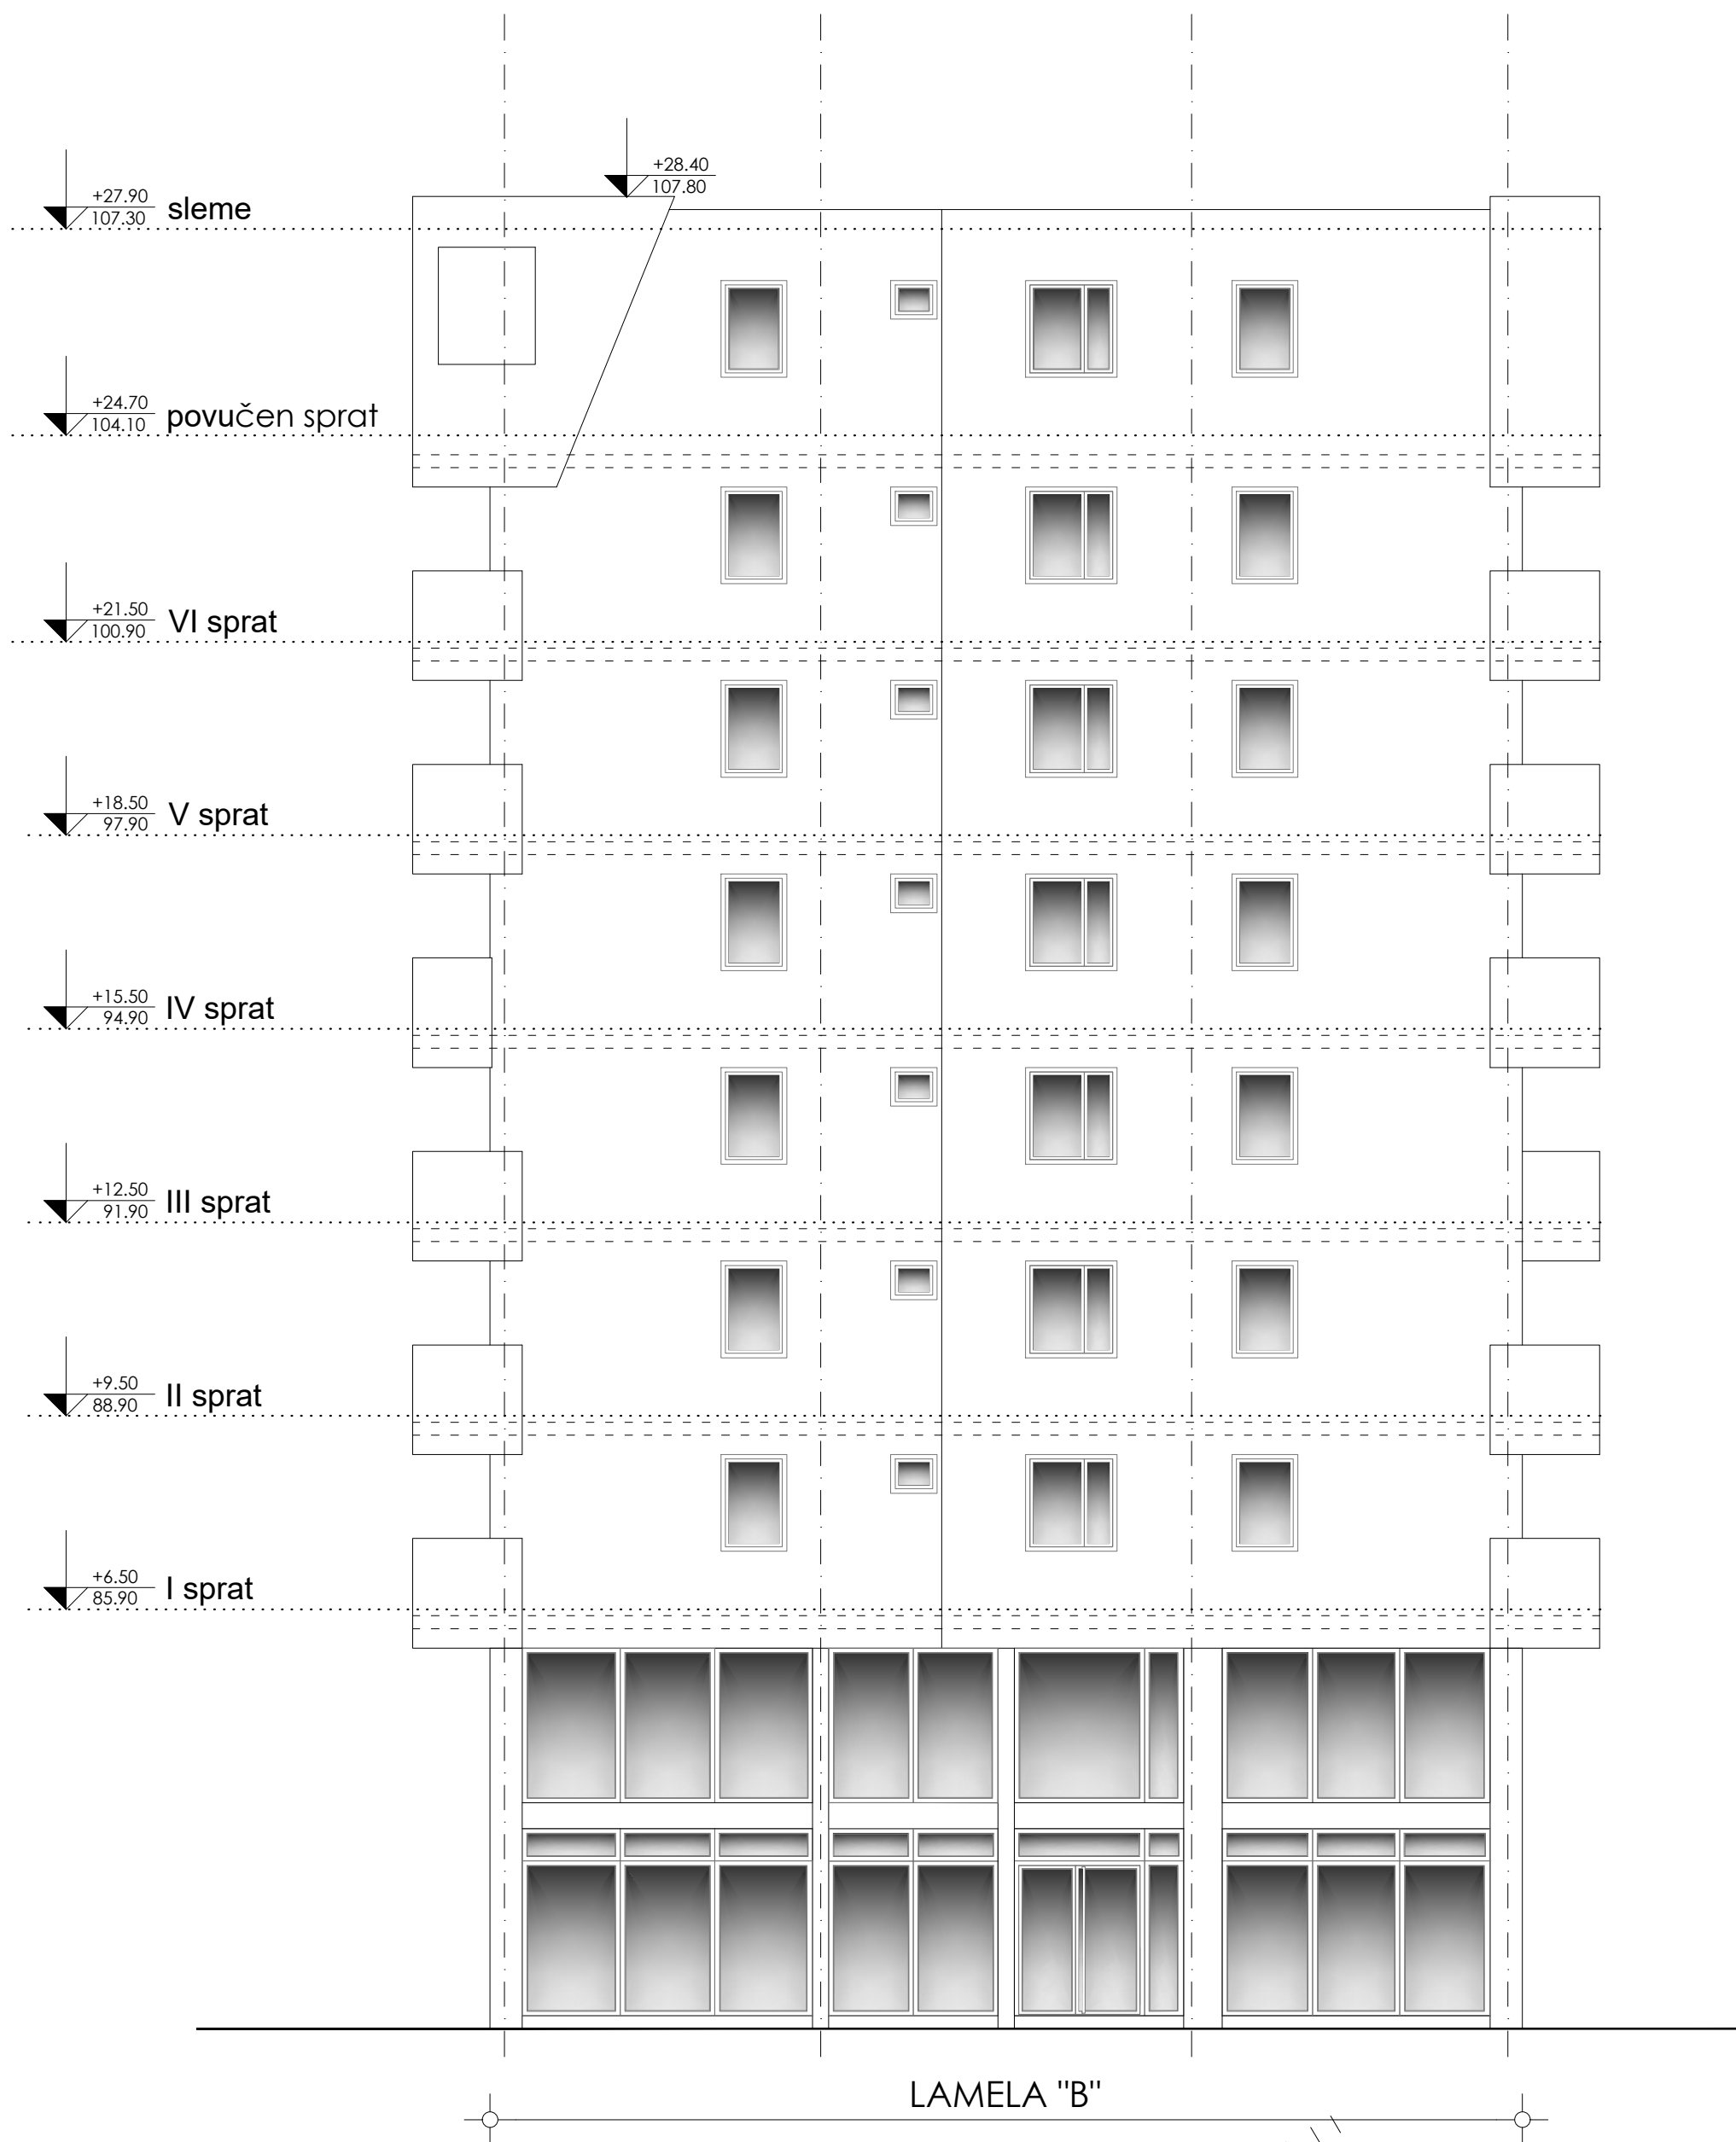 +28.40
107.80
+27.90
107.30
sleme
+24.70
104.10
povučen sprat
+21.50
100.90
VI sprat
+18.50
97.90
V sprat
+15.50
94.90
IV sprat
+12.50
91.90
III sprat
+9.50
88.90
II sprat
+6.50
85.90
I sprat
LAMELA "B"